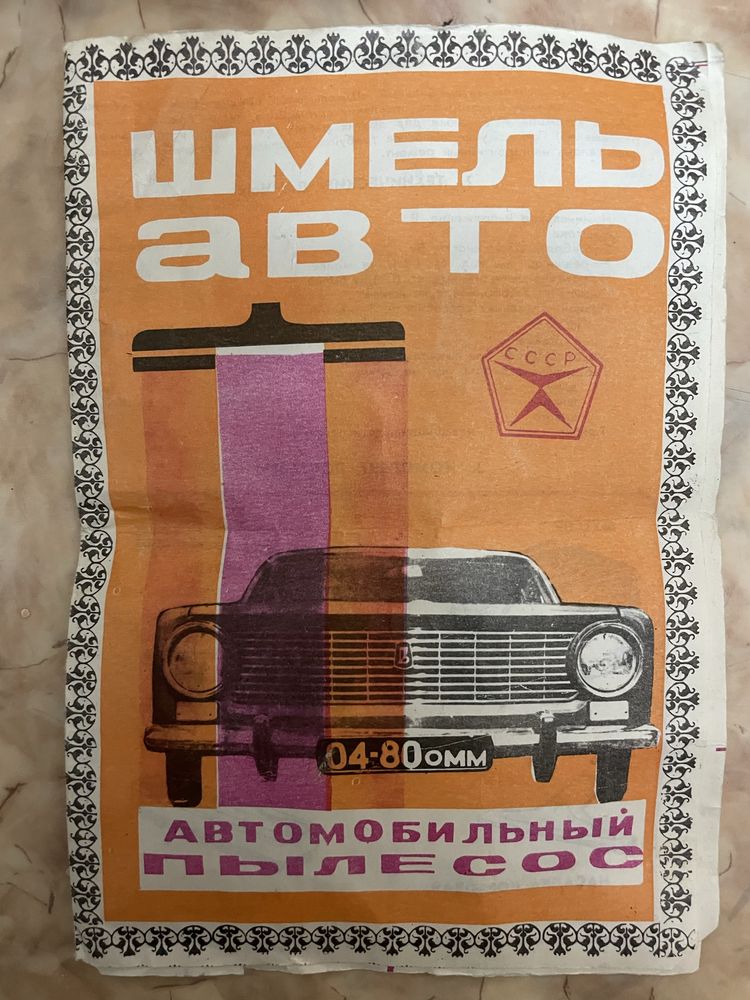 ШМЕЛЬ
авто
СССР
В
04-80 ОММ
АВТОМОБИЛЬНЫЙ
ПЫЛЕСОС